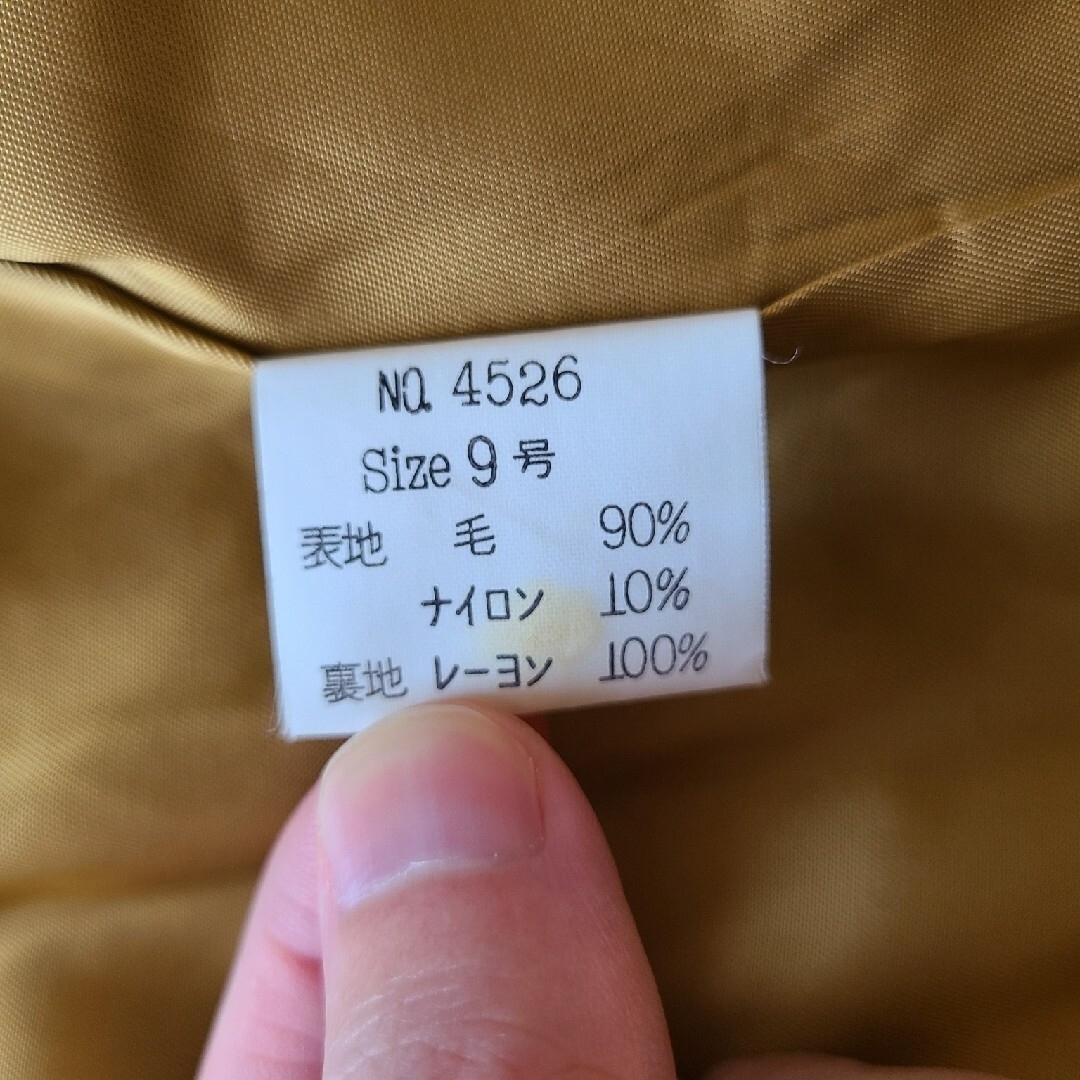 NO. 4526
Size 9号
表地 毛 90%
ナイロン 10%
裏地 レーヨン 100%